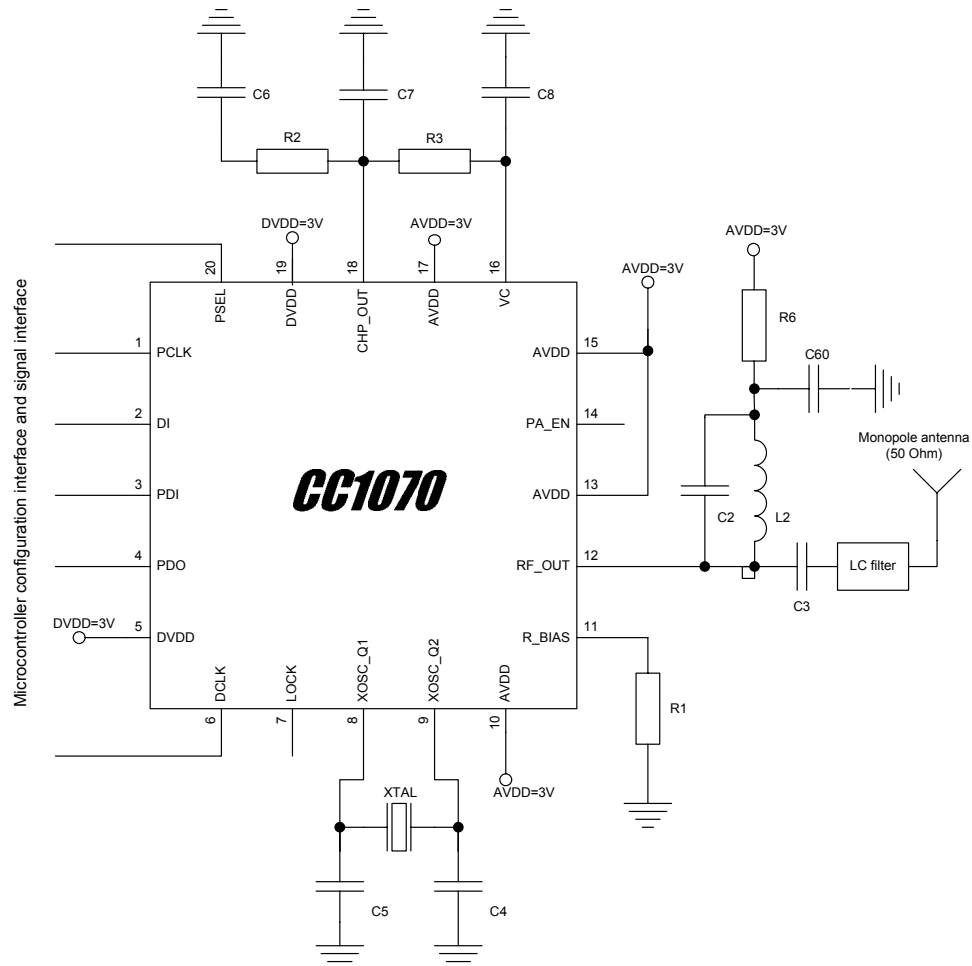 C6
C7
C8
R2
R3
DVDD=3V
AVDD=3V
20
19
18
17
16
PSEL
DVDD
CHP_OUT
AVDD
VC
Microcontroller configuration interface and signal interface
1
PCLK
2
DI
3
PDI
4
PDO
DVDD=3V
5
DVDD
CC1070
AVDD
15
PA_EN
14
AVDD
13
RF_OUT
12
R_BIAS
11
AVDD=3V
AVDD=3V
R6
C60
Monopole antenna
(50 Ohm)
C2
L2
C3
LC filter
R1
DCLK
LOCK
XOSC_Q1
XOSC_Q2
AVDD
6
7
8
9
10
AVDD=3V
XTAL
C5
C4